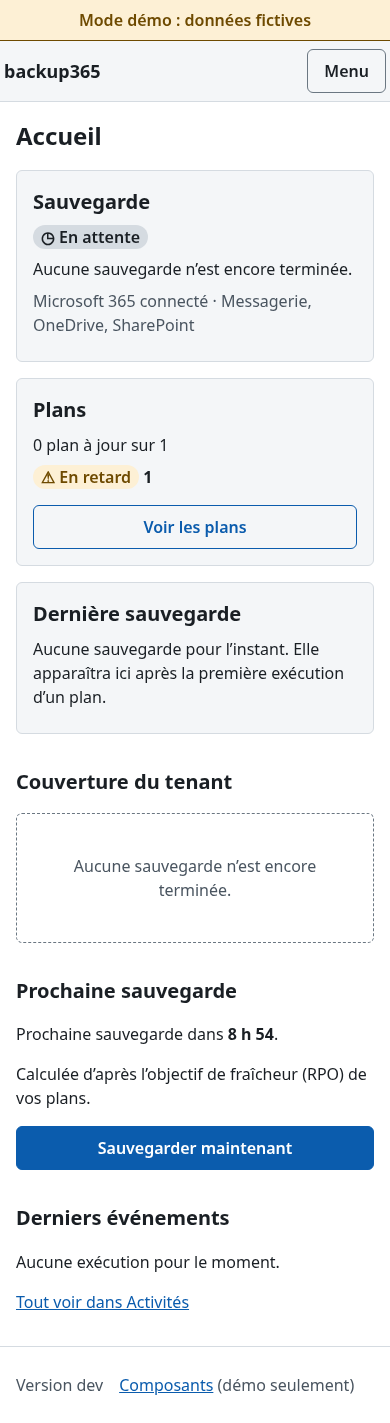 Mode démo : données fictives
backup365
Menu
Accueil
Sauvegarde
◷ En attente
Aucune sauvegarde n’est encore terminée.
Microsoft 365 connecté · Messagerie,
OneDrive, SharePoint
Plans
0 plan à jour sur 1
⚠ En retard 1
Voir les plans
Dernière sauvegarde
Aucune sauvegarde pour l’instant. Elle
apparaîtra ici après la première exécution
d’un plan.
Couverture du tenant
Aucune sauvegarde n’est encore
terminée.
Prochaine sauvegarde
Prochaine sauvegarde dans 8 h 54.
Calculée d’après l’objectif de fraîcheur (RPO) de
vos plans.
Sauvegarder maintenant
Derniers événements
Aucune exécution pour le moment.
Tout voir dans Activités
Version dev Composants (démo seulement)